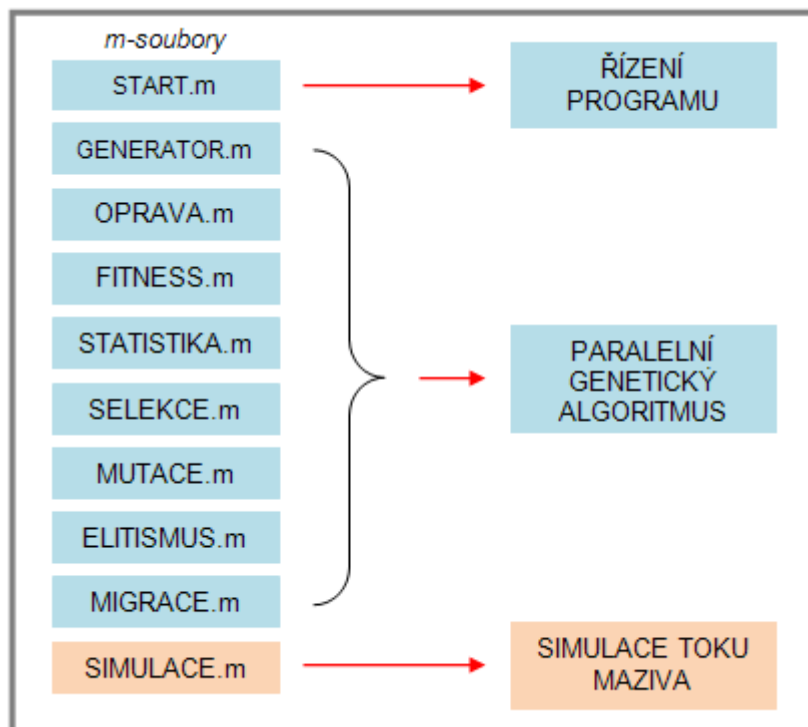 m-soubory
START.m
ŘÍZENÍ
PROGRAMU
GENERATOR.m
OPRAVA.m
FITNESS.m
STATISTIKA.m
SELEKCE.m
MUTACE.m
ELITISMUS.m
MIGRACE.m
PARALELNÍ
GENETICKÝ
ALGORITMUS
SIMULACE.m
SIMULACE TOKU
MAZIVA